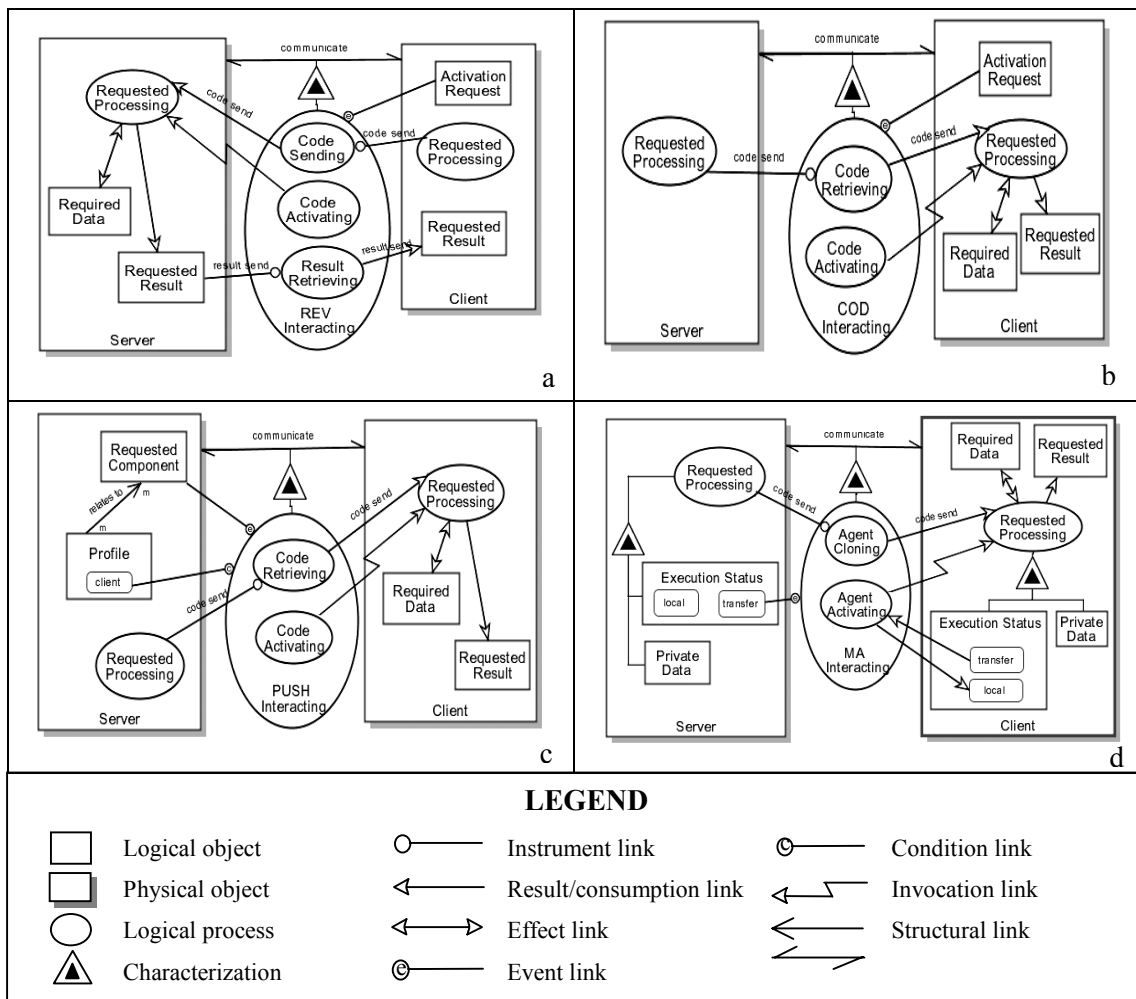 communicate
Client
Requested
Processing
code send
Activation
Request
e
Code
Sending
code send
Requested
Processing
Required
Data
Code
Activating
Requested
Result
Requested
Result
result send
Result
Retrieving
result send
REV
Interacting
Server
Client
a
communicate
Activation
Request
e
Requested
Processing
code send
Code
Retrieving
code send
Requested
Processing
Code
Activating
Required
Data
Requested
Result
COD
Interacting
Server
Client
b
Requested
Component
communicate
relates to
m
m
Profile
client
e
c
code send
Requested
Processing
Code
Retrieving
code send
Requested
Processing
Code
Activating
Required
Data
Requested
Result
PUSH
Interacting
Server
Client
c
communicate
Requested
Processing
code send
Agent
Cloning
code send
Required
Data
Requested
Result
Requested
Processing
Execution Status
local
transfer
e
Agent
Activating
Private
Data
MA
Interacting
Execution Status
transfer
local
Private
Data
Server
Client
d
LEGEND
Logical object
Instrument link
c
Condition link
Physical object
Result/consumption link
Invocation link
Logical process
Effect link
Structural link
Characterization
e
Event link